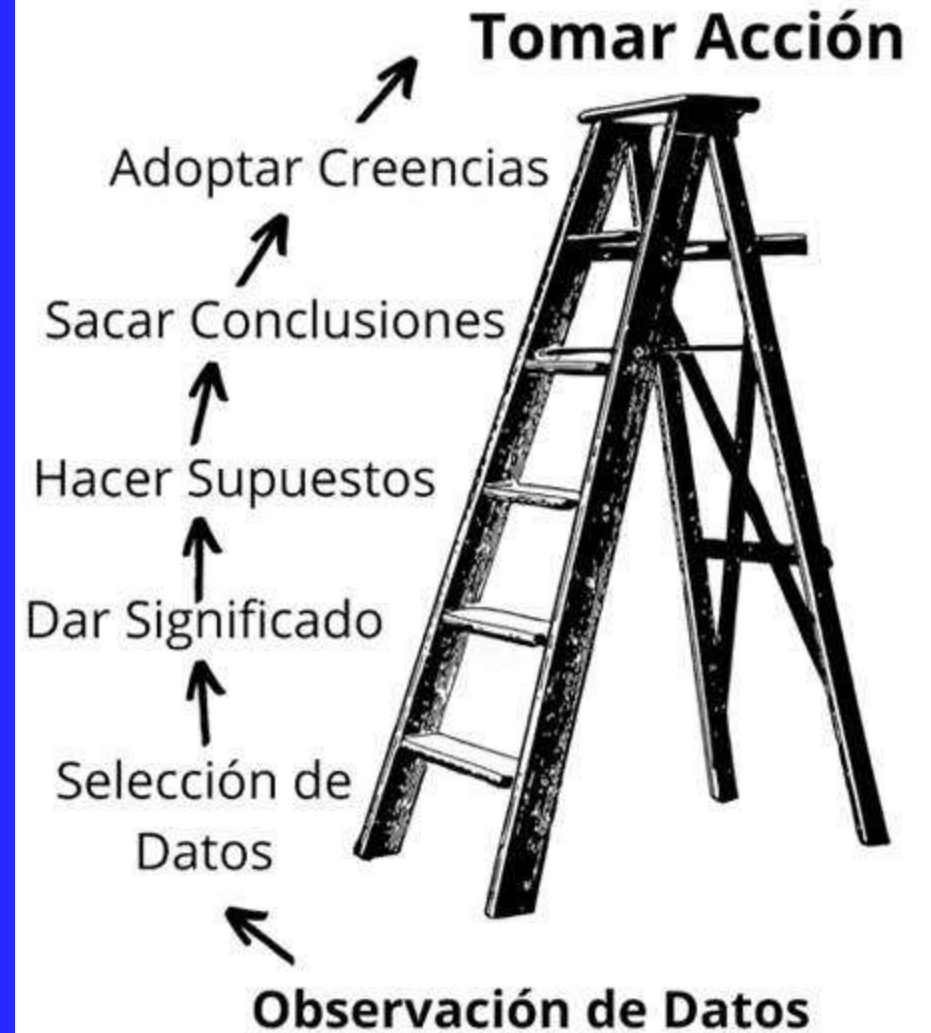 Tomar Acción
Adoptar Creencias
Sacar Conclusiones
Hacer Supuestos
Dar Significado
Selección de
Datos
Observación de Datos